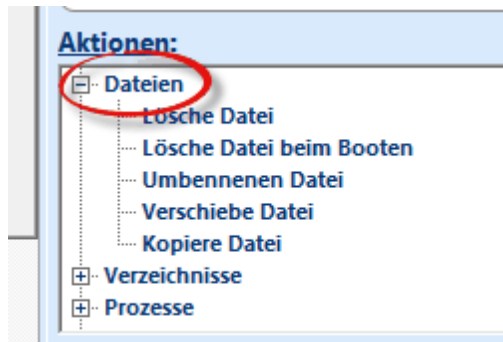 Aktionen:
Dateien
Lösche Datei
Lösche Datei beim Booten
Umbennenen Datei
Verschiebe Datei
Kopiere Datei
Verzeichnisse
Prozesse